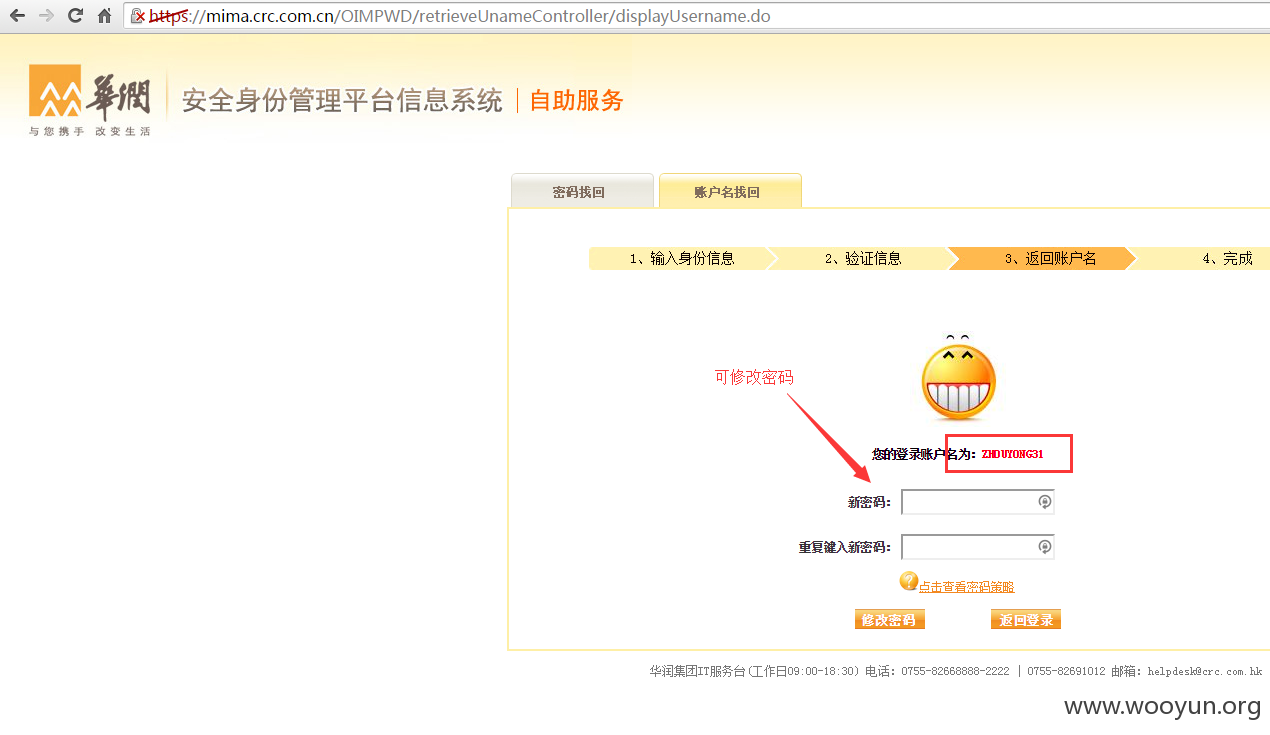 https://mima.crc.com.cn/OIMPWD/retrieveUnameController/displayUsername.do
華潤
与您携手 改变生活
安全身份管理平台信息系统 | 自助服务
密码找回
账户名找回
1、输入身份信息
2、验证信息
3、返回账户名
4、完成
可修改密码
您的登录账户名为：ZHOUYONG31
新密码：
重复键入新密码：
点击查看密码策略
修改密码
返回登录
华润集团IT服务台(工作日09:00-18:30) 电话：0755-82668888-2222 | 0755-82691012 邮箱：helpdesk@crc.com.hk
www.wooyun.org